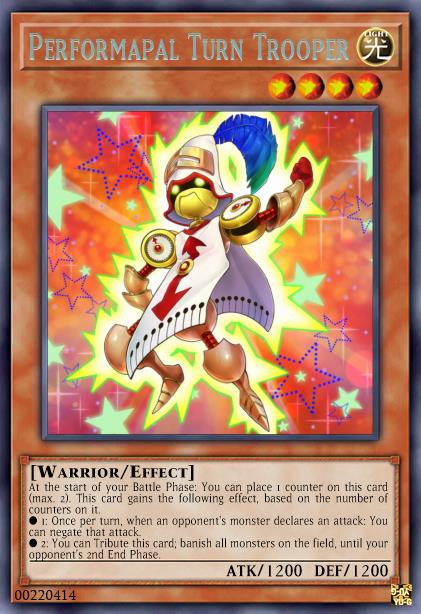 PERFORMAPAL TURN TROOPER
LIGHT
光
[WARRIOR/EFFECT]
At the start of your Battle Phase: You can place 1 counter on this card
(max. 2). This card gains the following effect, based on the number of
counters on it.
● 1: Once per turn, when an opponent's monster declares an attack: You
can negate that attack.
● 2: You can Tribute this card; banish all monsters on the field, until your
opponent's 2nd End Phase.
ATK/1200 DEF/1200
00220414